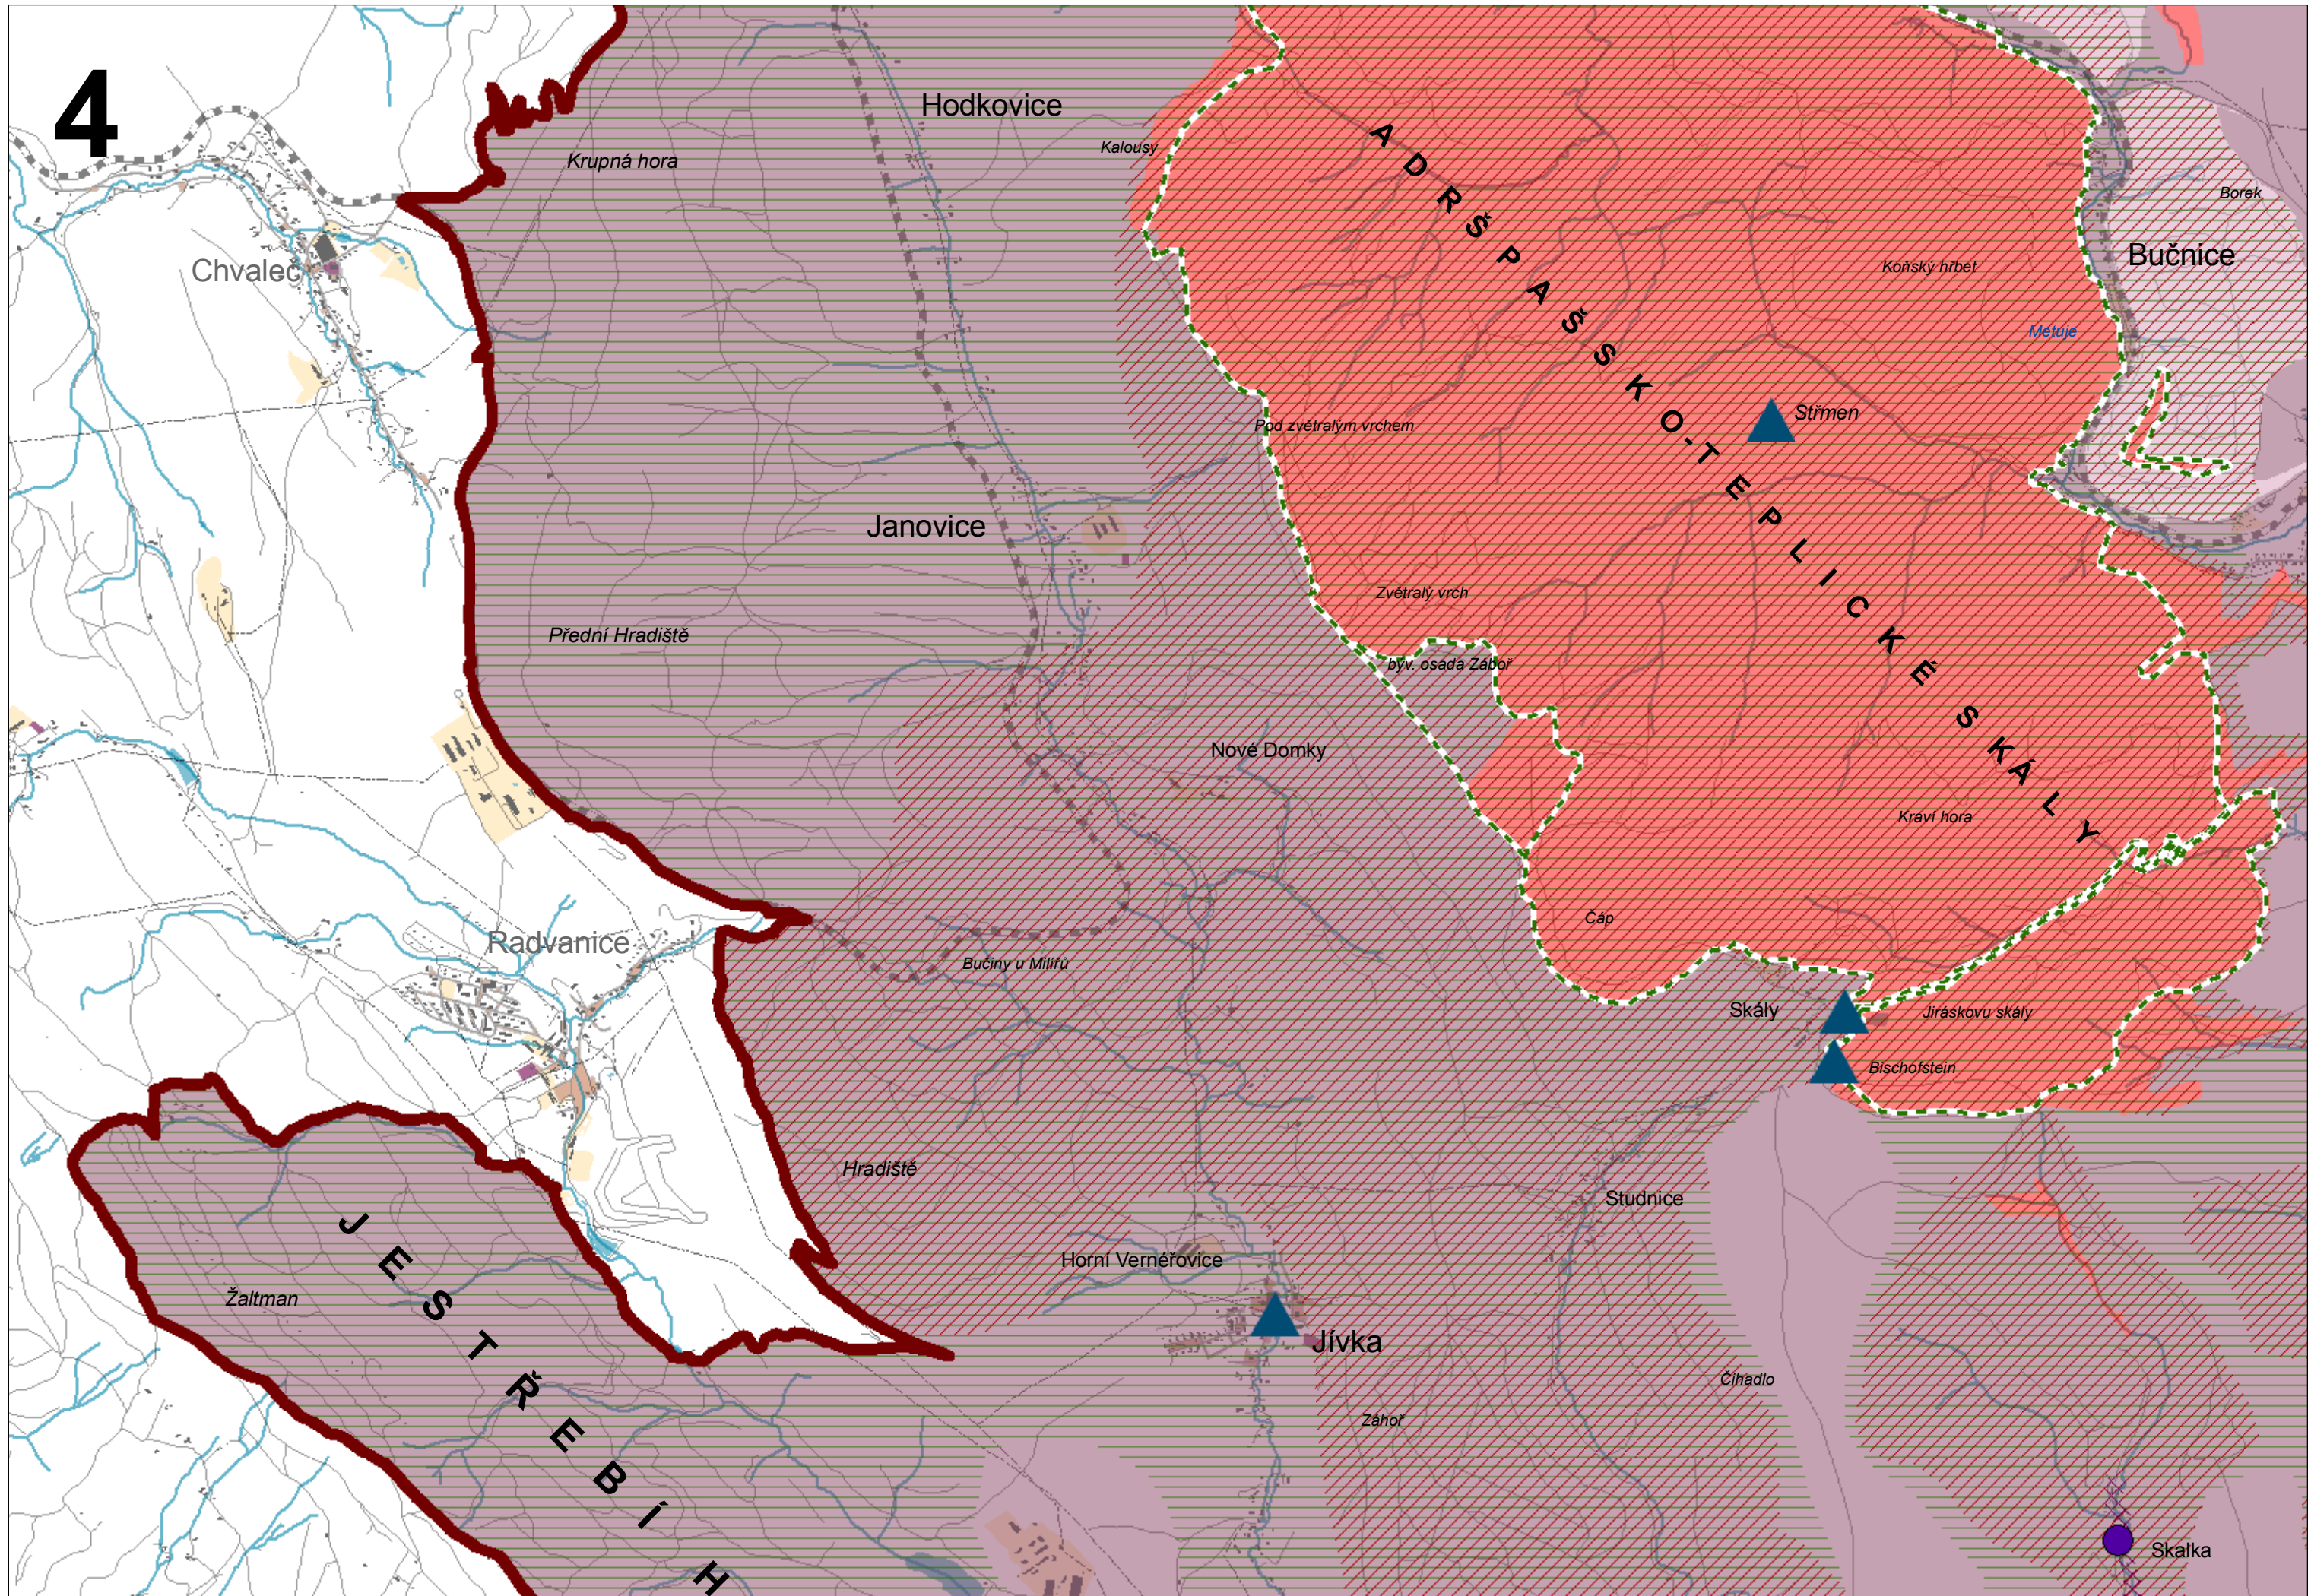 4
Hodkovice
Krupná hora
Kalousy
ADRŠPAŠSKO-TEPLICKÉ SKÁLY
Borek
Bučnice
Chvaleč
Koňský hřbet
Metuje
Střmen
Pod zvětralým vrchem
Janovice
Zvětralý vrch
Přední Hradiště
býv. osada Záboř
Nové Domky
Kraví hora
Čáp
Radvanice
Bučiny u Milířů
Skály
Jiráskovu skály
Bischofstein
Hradiště
Studnice
JESTŘEBÍ H
Horní Vernéřovice
Žaltman
Jívka
Číhadlo
Záhoř
Skalka